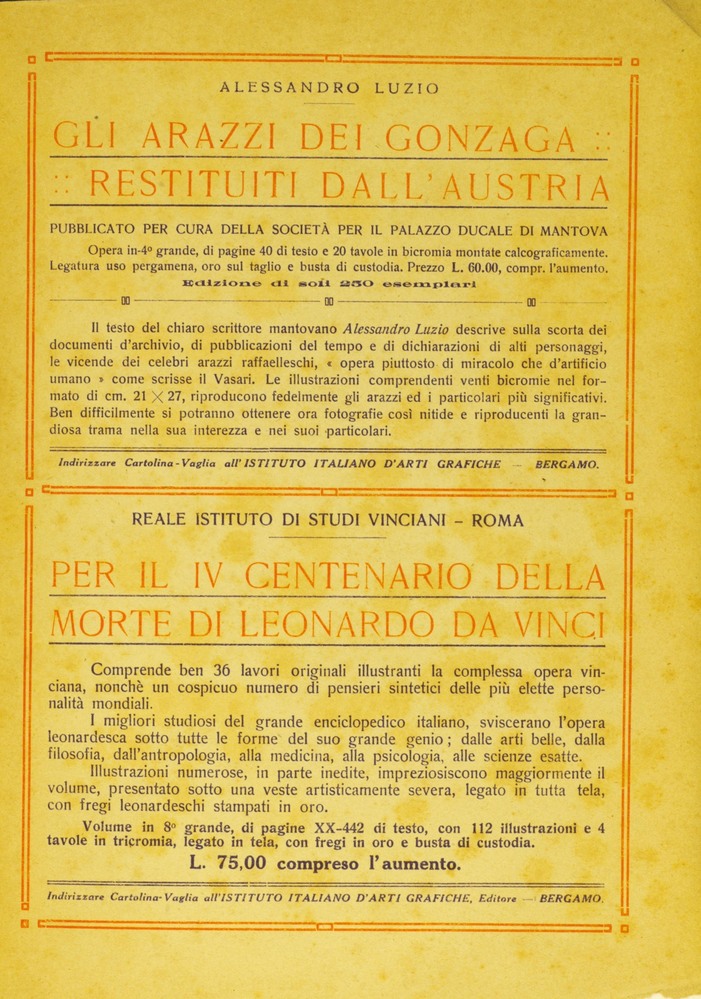 ALESSANDRO LUZIO
GLI ARAZZI DEI GONZAGA ::
:: RESTITUITI DALL'AUSTRIA
PUBBLICATO PER CURA DELLA SOCIETÀ PER IL PALAZZO DUCALE DI MANTOVA
Opera in-4º grande, di pagine 40 di testo e 20 tavole in bicromia montate calcograficamente.
Legatura uso pergamena, oro sul taglio e busta di custodia. Prezzo L. 60.00, compr. l'aumento.
Edizione di soli 250 esemplari
Il testo del chiaro scrittore mantovano Alessandro Luzio descrive sulla scorta dei
documenti d'archivio, di pubblicazioni del tempo e di dichiarazioni di alti personaggi,
le vicende dei celebri arazzi raffaelleschi, « opera piuttosto di miracolo che d'artificio
umano » come scrisse il Vasari. Le illustrazioni comprendenti venti bicromie nel for-
mato di cm. 21 × 27, riproducono fedelmente gli arazzi ed i particolari più significativi.
Ben difficilmente si potranno ottenere ora fotografie così nitide e riproducenti la gran-
diosa trama nella sua interezza e nei suoi particolari.
Indirizzare Cartolina-Vaglia all'ISTITUTO ITALIANO D'ARTI GRAFICHE — BERGAMO.
REALE ISTITUTO DI STUDI VINCIANI – ROMA
PER IL IV CENTENARIO DELLA
MORTE DI LEONARDO DA VINCI
Comprende ben 36 lavori originali illustranti la complessa opera vin-
ciana, nonchè un cospicuo numero di pensieri sintetici delle più elette perso-
nalità mondiali.
I migliori studiosi del grande enciclopedico italiano, sviscerano l'opera
leonardesca sotto tutte le forme del suo grande genio; dalle arti belle, dalla
filosofia, dall'antropologia, alla medicina, alla psicologia, alle scienze esatte.
Illustrazioni numerose, in parte inedite, impreziosiscono maggiormente il
volume, presentato sotto una veste artisticamente severa, legato in tutta tela,
con fregi leonardeschi stampati in oro.
Volume in 8º grande, di pagine XX-442 di testo, con 112 illustrazioni e 4
tavole in tricromia, legato in tela, con fregi in oro e busta di custodia.
L. 75,00 compreso l'aumento.
Indirizzare Cartolina-Vaglia all'ISTITUTO ITALIANO D'ARTI GRAFICHE, Editore — BERGAMO.